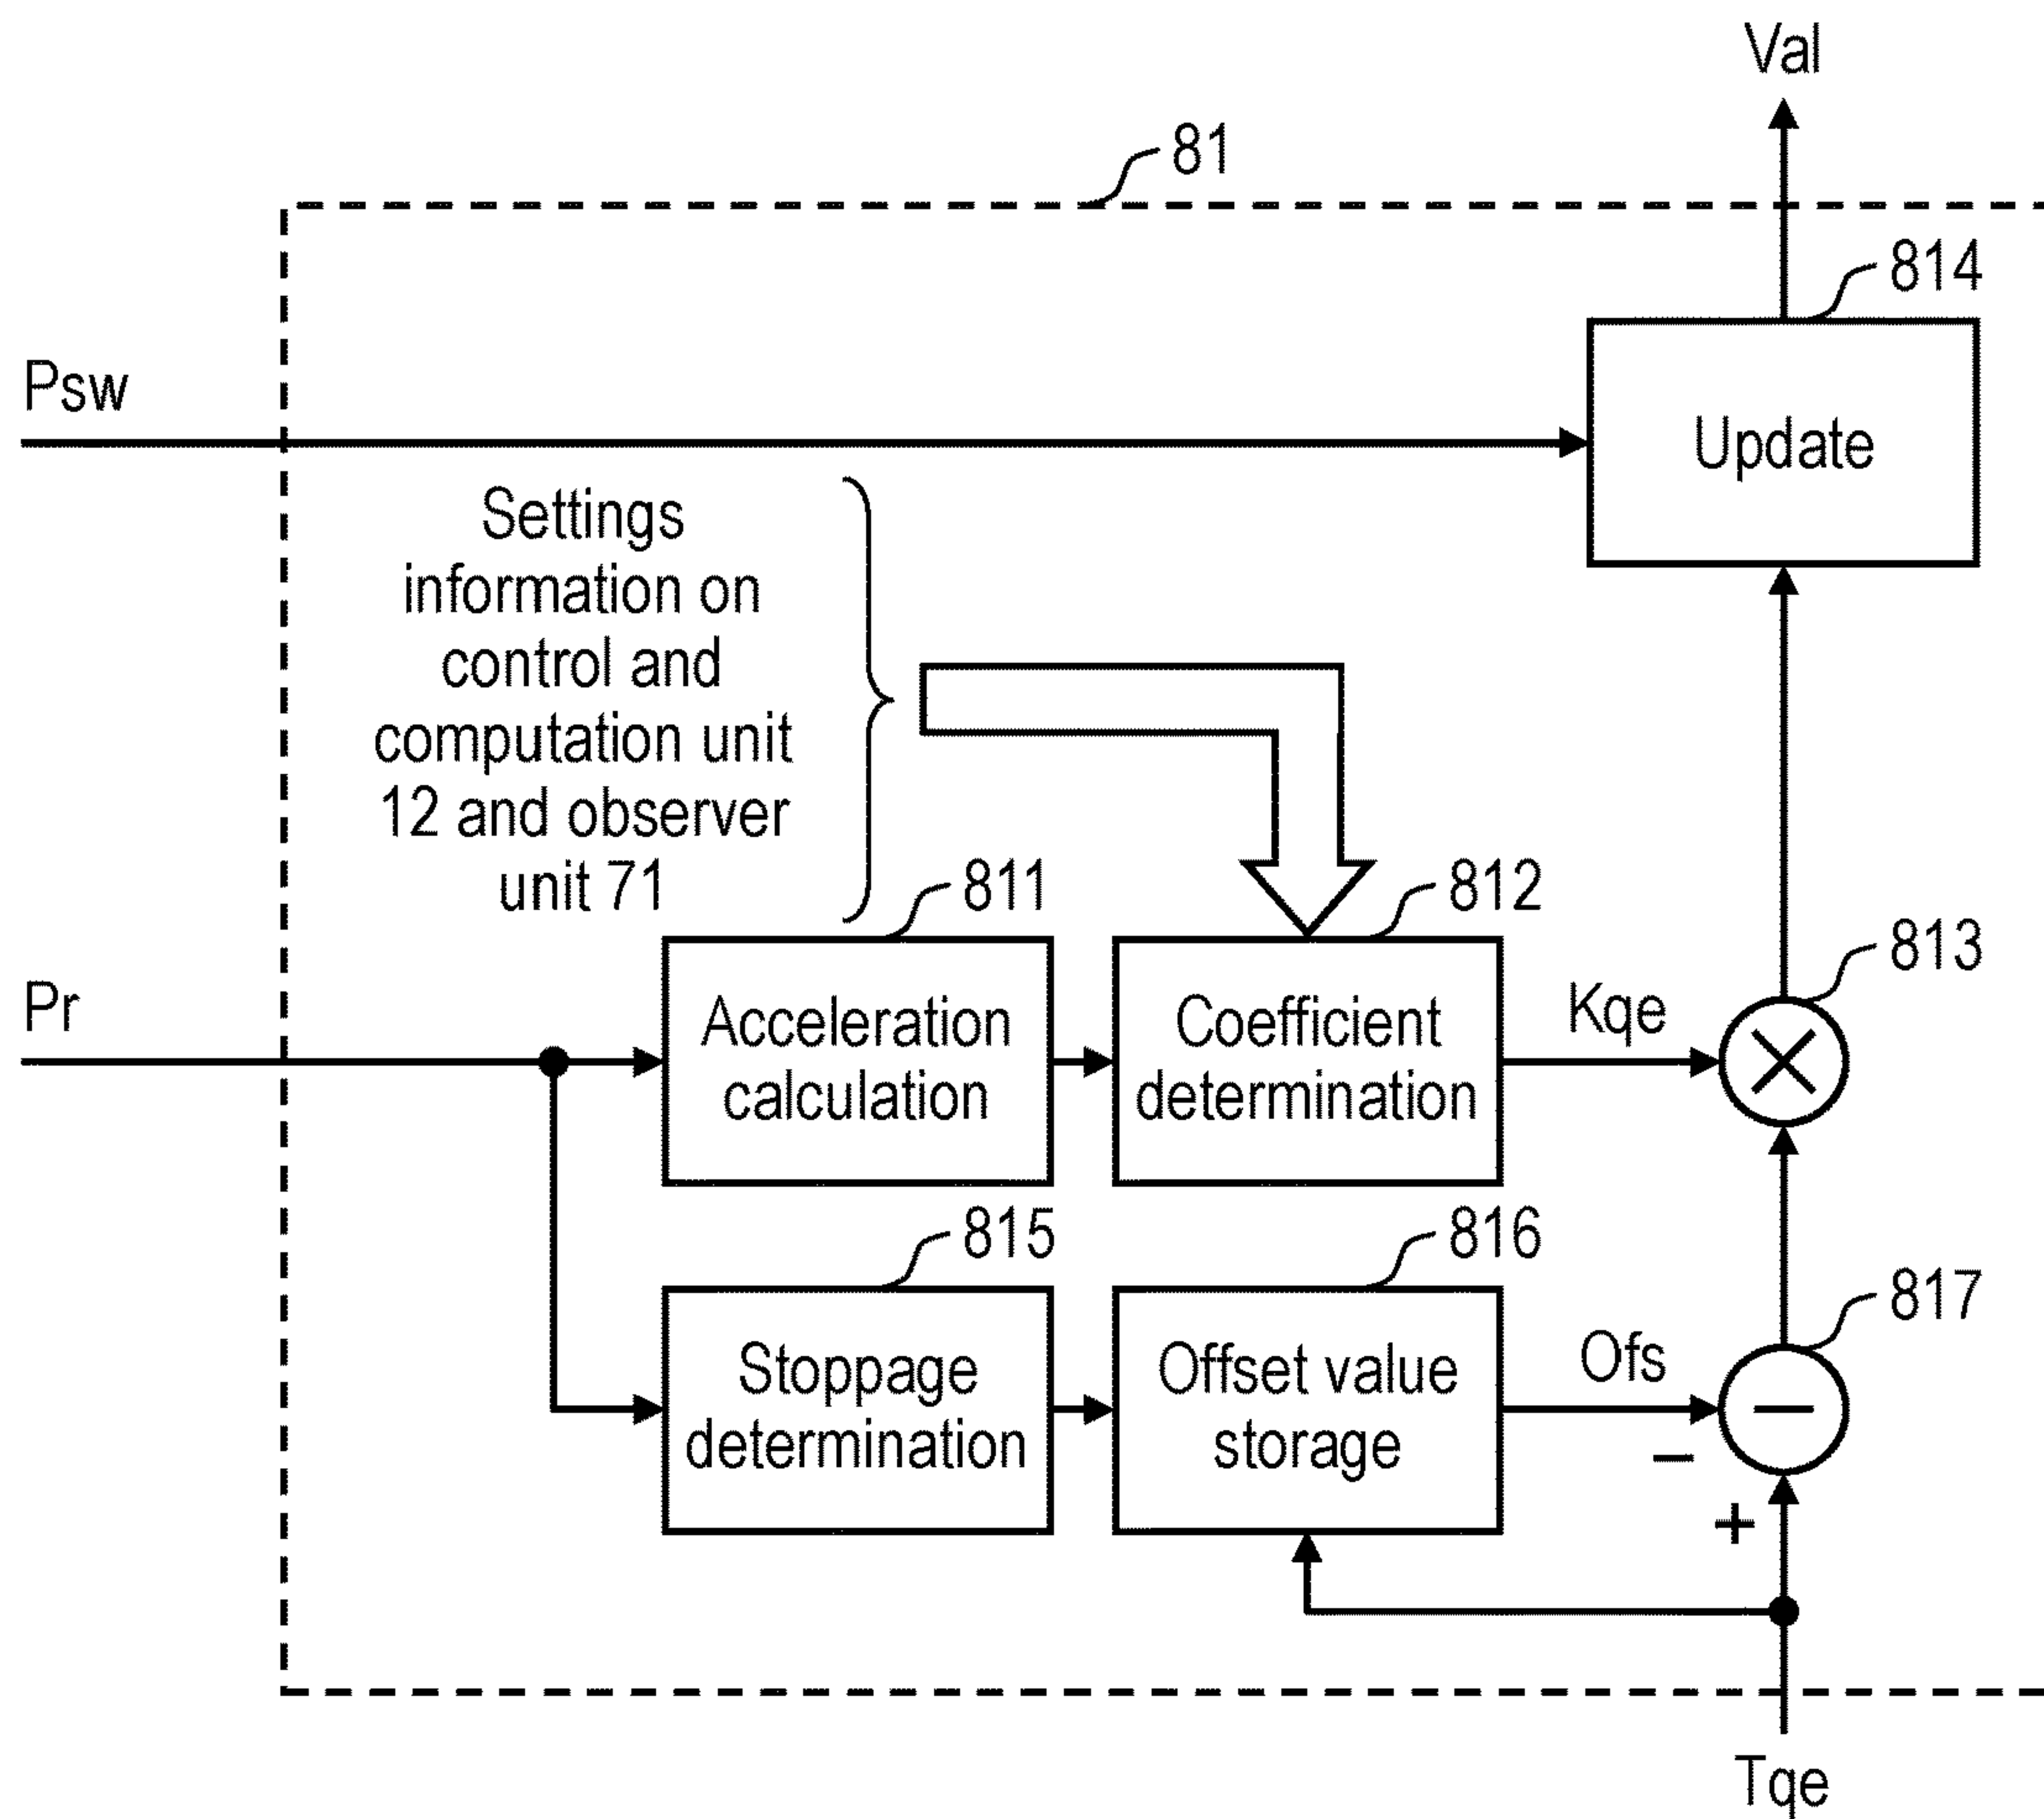 Val
81
814
Psw
Update
Settings
information on
control and
computation unit
12 and observer
unit 71
811
812
813
Pr
Acceleration
calculation
Coefficient
determination
Kqe
×
815
816
817
Stoppage
determination
Offset value
storage
Ofs
−
−
+
Tqe